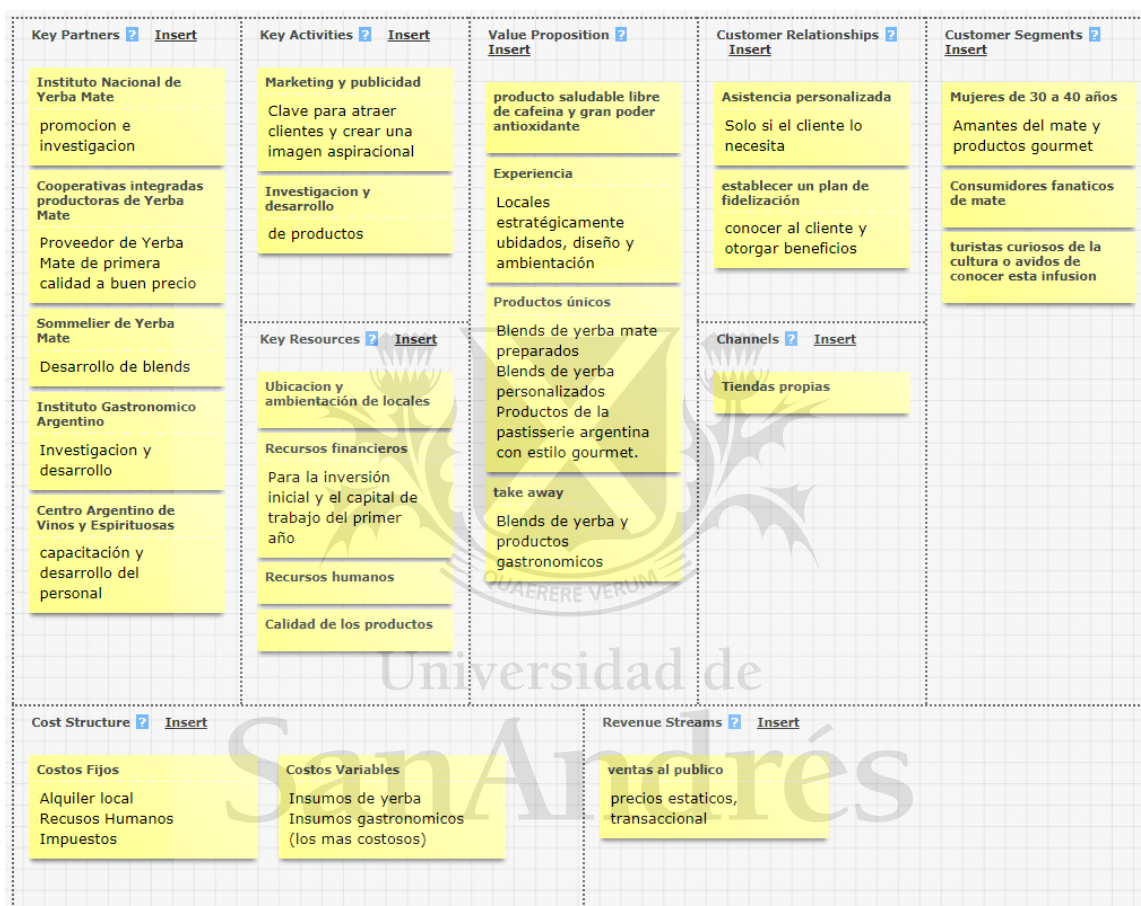 Key Partners ? Insert
Instituto Nacional de
Yerba Mate
promocion e
investigacion
Cooperativas integradas
productoras de Yerba
Mate
Proveedor de Yerba
Mate de primera
calidad a buen precio
Sommelier de Yerba
Mate
Desarrollo de blends
Instituto Gastronomico
Argentino
Investigacion y
desarrollo
Centro Argentino de
Vinos y Espirituosas
capacitación y
desarrollo del
personal
Key Activities ? Insert
Marketing y publicidad
Clave para atraer
clientes y crear una
imagen aspiracional
Investigacion y
desarrollo
de productos
Key Resources ? Insert
Ubicacion y
ambientación de locales
Recursos financieros
Para la inversión
inicial y el capital de
trabajo del primer
año
Recursos humanos
Calidad de los productos
Value Proposition ?
Insert
producto saludable libre
de cafeina y gran poder
antioxidante
Experiencia
Locales
estratégicamente
ubidados, diseño y
ambientación
Productos únicos
Blends de yerba mate
preparados
Blends de yerba
personalizados
Productos de la
pastisserie argentina
con estilo gourmet.
take away
Blends de yerba y
productos
gastronomicos
Customer Relationships ?
Insert
Asistencia personalizada
Solo si el cliente lo
necesita
establecer un plan de
fidelización
conocer al cliente y
otorgar beneficios
Channels ? Insert
Tiendas propias
Customer Segments ?
Insert
Mujeres de 30 a 40 años
Amantes del mate y
productos gourmet
Consumidores fanaticos
de mate
turistas curiosos de la
cultura o avidos de
conocer esta infusion
QUAERERE VERUM
Universidad de
SanAndrés
Cost Structure ? Insert
Costos Fijos
Alquiler local
Recusos Humanos
Impuestos
Costos Variables
Insumos de yerba
Insumos gastronomicos
(los mas costosos)
Revenue Streams ? Insert
ventas al publico
precios estaticos,
transaccional